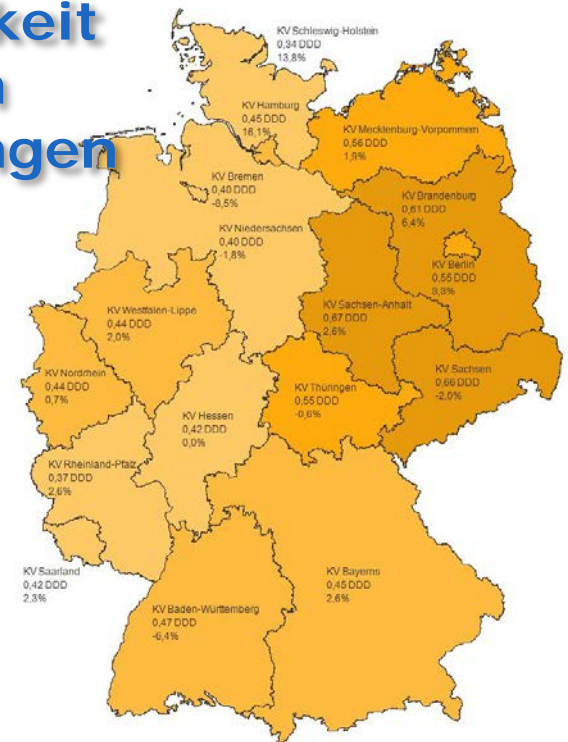 keit
ngen
KV Schleswig-Holstein
0,34 DDD
13,8%
KV Hamburg
0,45 DDD
16,1%
KV Mecklenburg-Vorpommern
0,56 DDD
1,9%
KV Bremen
0,40 DDD
-8,5%
KV Brandenburg
0,61 DDD
6,4%
KV Niedersachsen
0,40 DDD
-1,8%
KV Berlin
0,55 DDD
3,3%
KV Westfalen-Lippe
0,44 DDD
2,0%
KV Sachsen-Anhalt
0,67 DDD
2,6%
KV Nordrhein
0,44 DDD
0,7%
KV Thüringen
0,55 DDD
-0,6%
KV Sachsen
0,66 DDD
-2,0%
KV Hessen
0,42 DDD
0,0%
KV Rheinland-Pfalz
0,37 DDD
2,6%
KV Saarland
0,42 DDD
2,3%
KV Bayerns
0,45 DDD
2,6%
KV Baden-Württemberg
0,47 DDD
-6,4%